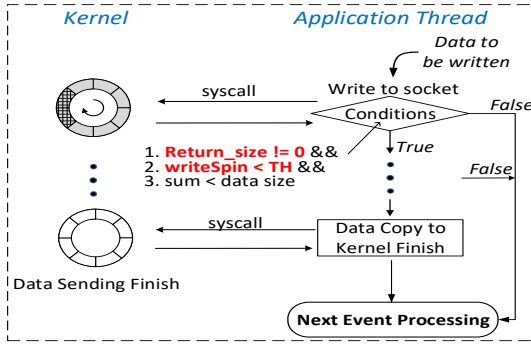 Kernel
Application Thread
Data to
be written
syscall
Write to socket
False
Conditions
1. Return_size != 0 &&
2. writeSpin < TH &&
3. sum < data size
True
False
syscall
Data Copy to
Kernel Finish
Data Sending Finish
Next Event Processing